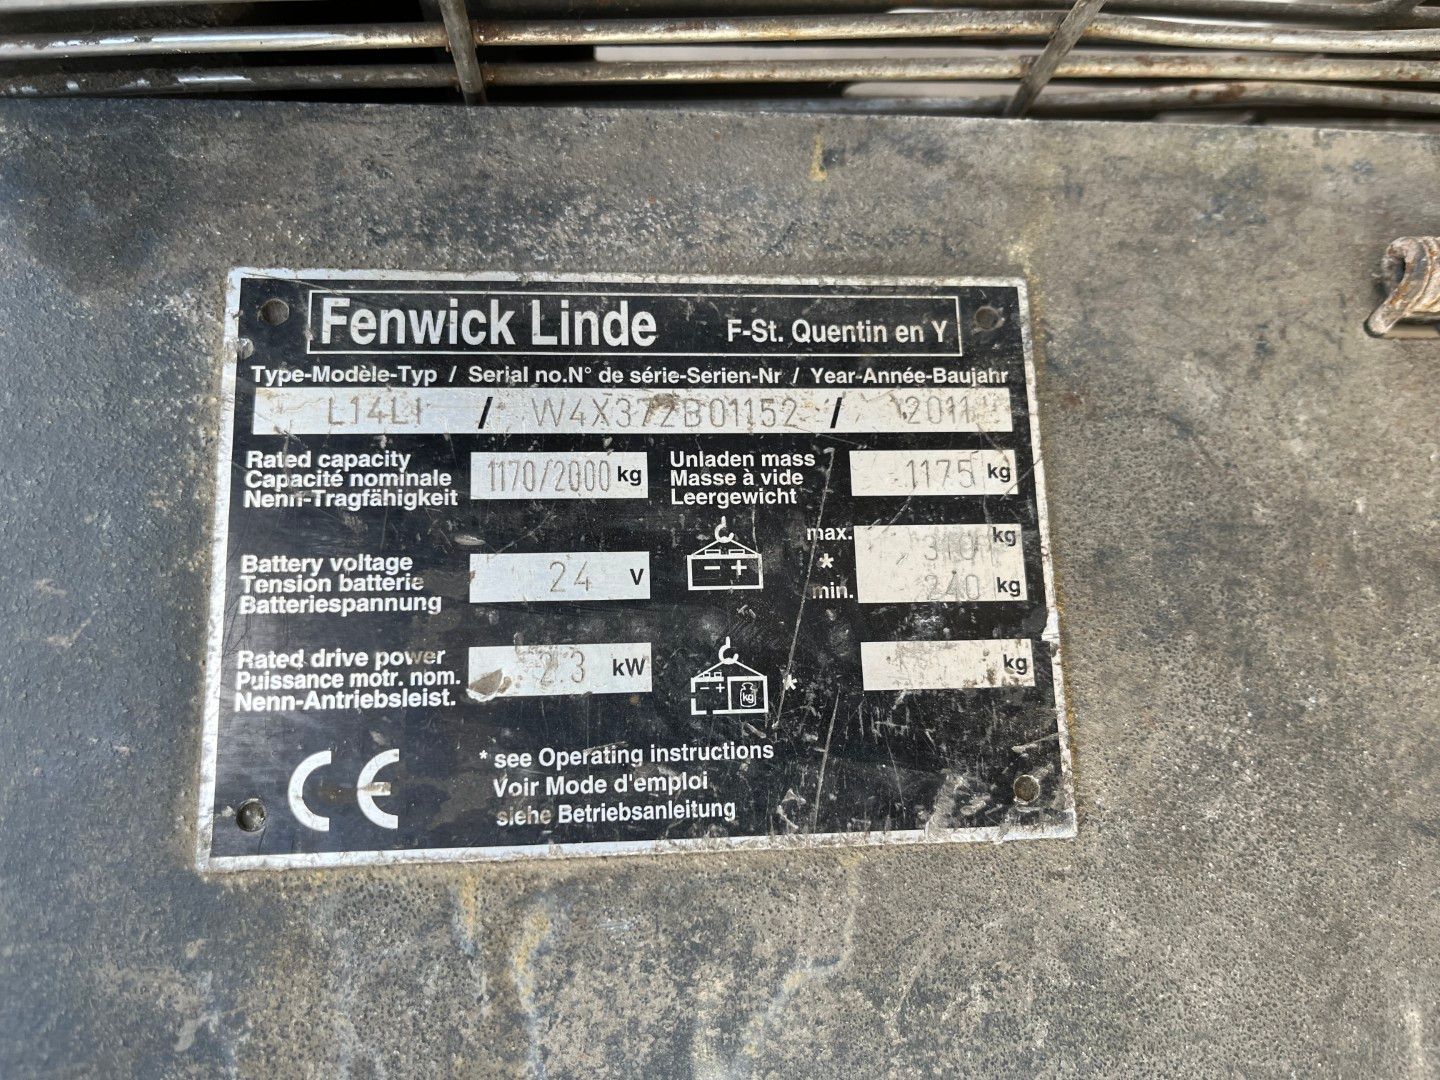 Fenwick Linde F-St. Quentin en Y
Type-Modèle-Typ / Serial no.N° de série-Serien-Nr / Year-Année-Baujahr
L14LI / W4X372B01152 / 2011
Rated capacity
Capacité nominale
Nenn-Tragfähigkeit
1170/2000 kg
Unladen mass
Masse à vide
Leergewicht
1175 kg
Battery voltage
Tension batterie
Batteriespannung
24 V
- +
max. 310 kg
*
min. 240 kg
Rated drive power
Puissance motr. nom.
Nenn-Antriebsleist.
2.3 kW
- + kg
*
kg
CE
* see Operating instructions
Voir Mode d'emploi
siehe Betriebsanleitung